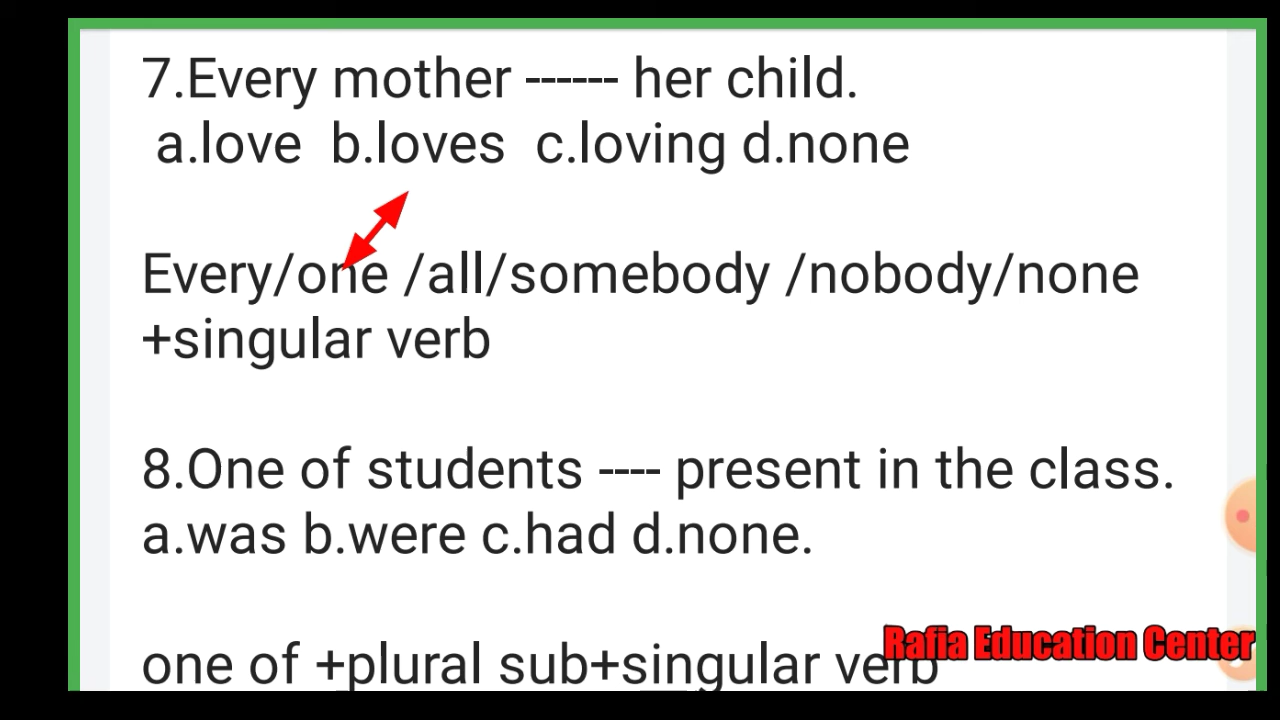 7.Every mother ------ her child.
a.love b.loves c.loving d.none
Every/one /all/somebody /nobody/none
+singular verb
8.One of students ---- present in the class.
a.was b.were c.had d.none.
one of +plural sub+singular verb
Rafia Education Center